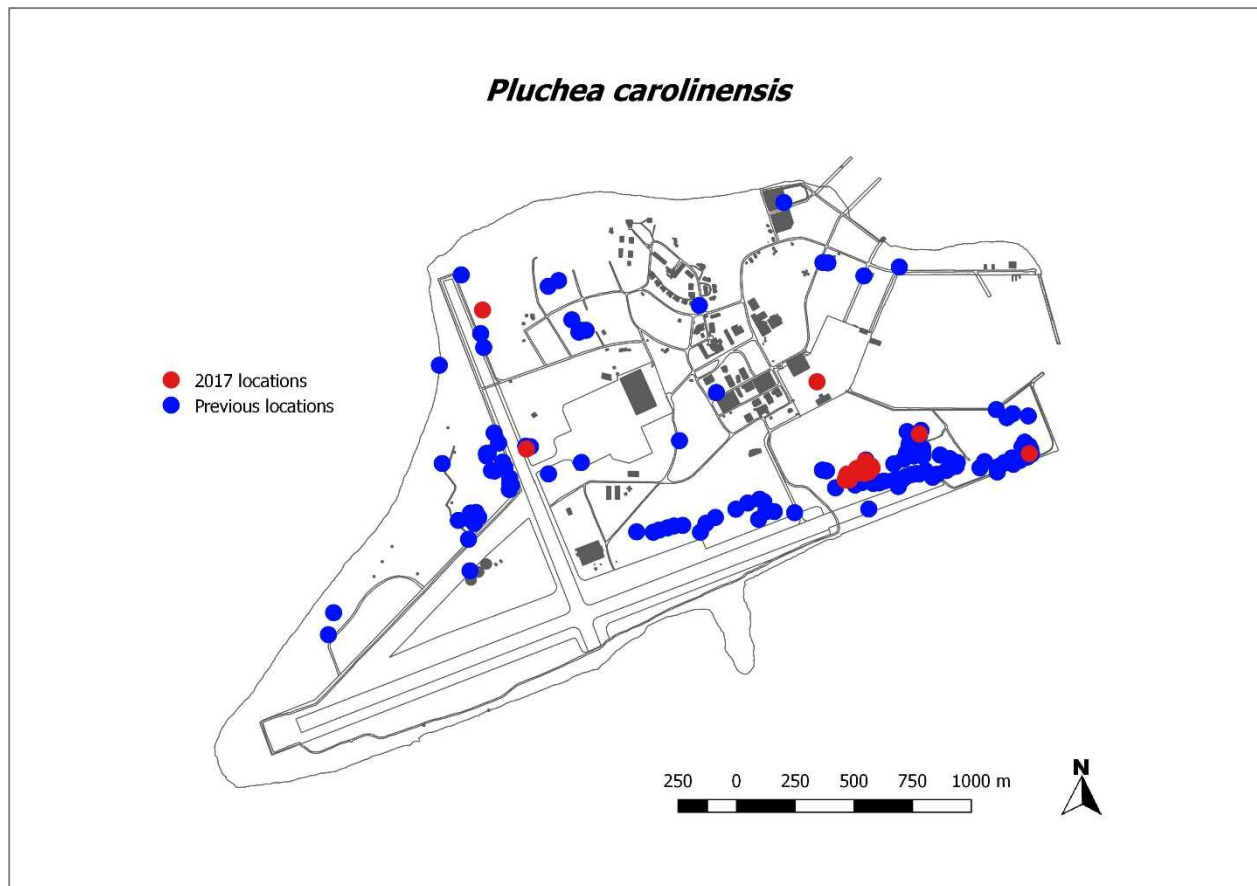 Pluchea carolinensis
2017 locations
Previous locations
250 0 250 500 750 1000 m
N